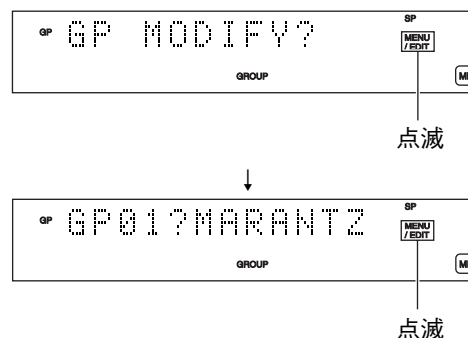 SP
GP GP MODIFY? MENU / EDIT
GROUP
点滅
↓
SP
GP GP01?MARANTZ MENU / EDIT
GROUP
点滅